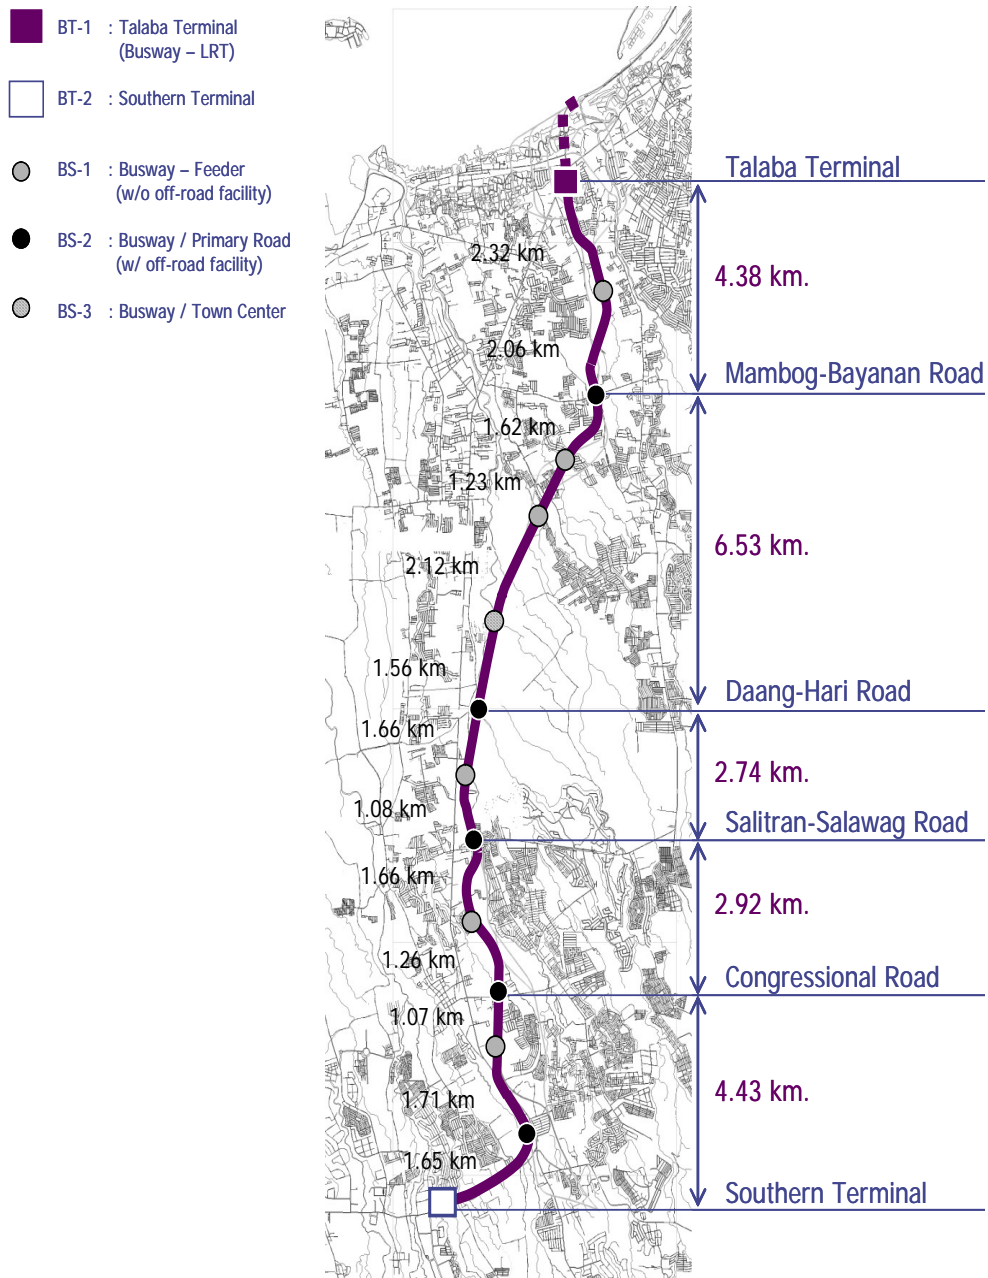 BT-1 : Talaba Terminal
(Busway – LRT)
BT-2 : Southern Terminal
BS-1 : Busway – Feeder
(w/o off-road facility)
BS-2 : Busway / Primary Road
(w/ off-road facility)
BS-3 : Busway / Town Center
Talaba Terminal
2.32 km
4.38 km.
2.06 km
Mambog-Bayanan Road
1.62 km
1.23 km
6.53 km.
2.12 km
1.56 km
Daang-Hari Road
1.66 km
2.74 km.
1.08 km
Salitran-Salawag Road
1.66 km
2.92 km.
1.26 km
Congressional Road
1.07 km
4.43 km.
1.71 km
1.65 km
Southern Terminal